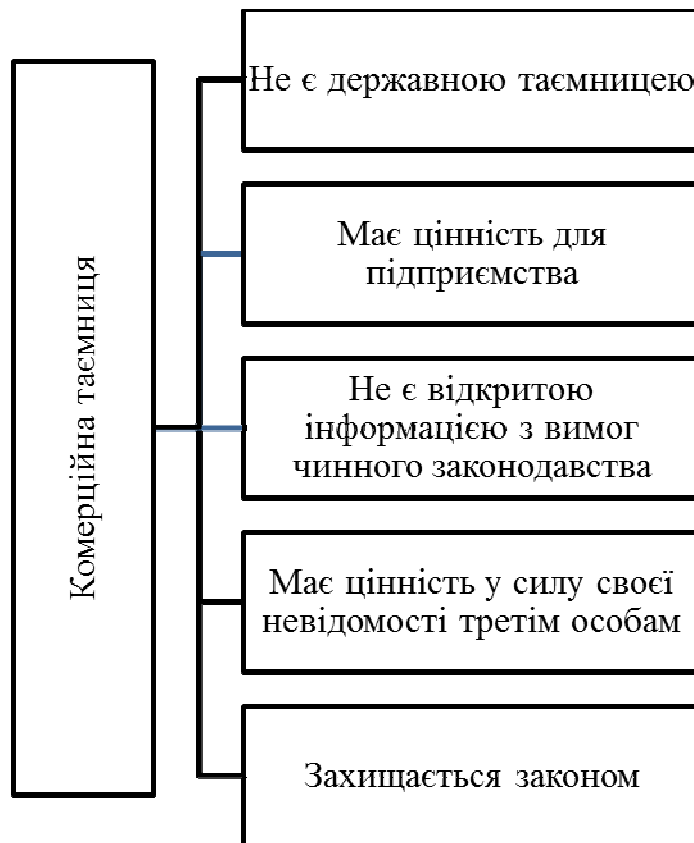 Комерційна таємниця
Не є державною таємницею
Має цінність для
підприємства
Не є відкритою
інформацією з вимог
чинного законодавства
Має цінність у силу своєї
невідомості третім особам
Захищається законом